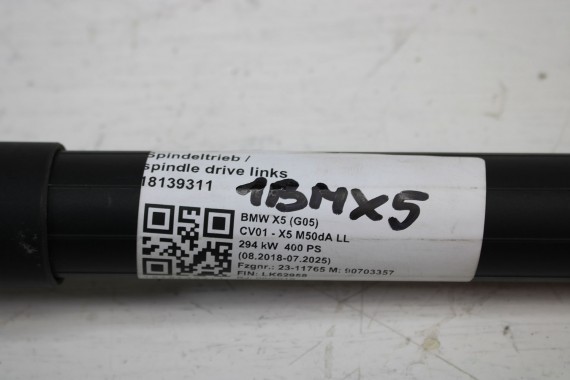 Spindeltrieb /
spindle drive links
18139311
1BMX5
BMW X5 (G05)
CV01 - X5 M50dA LL
294 kW 400 PS
(08.2018-07.2025)
Fzgnr.: 23-11765 M: 90703357
FIN: